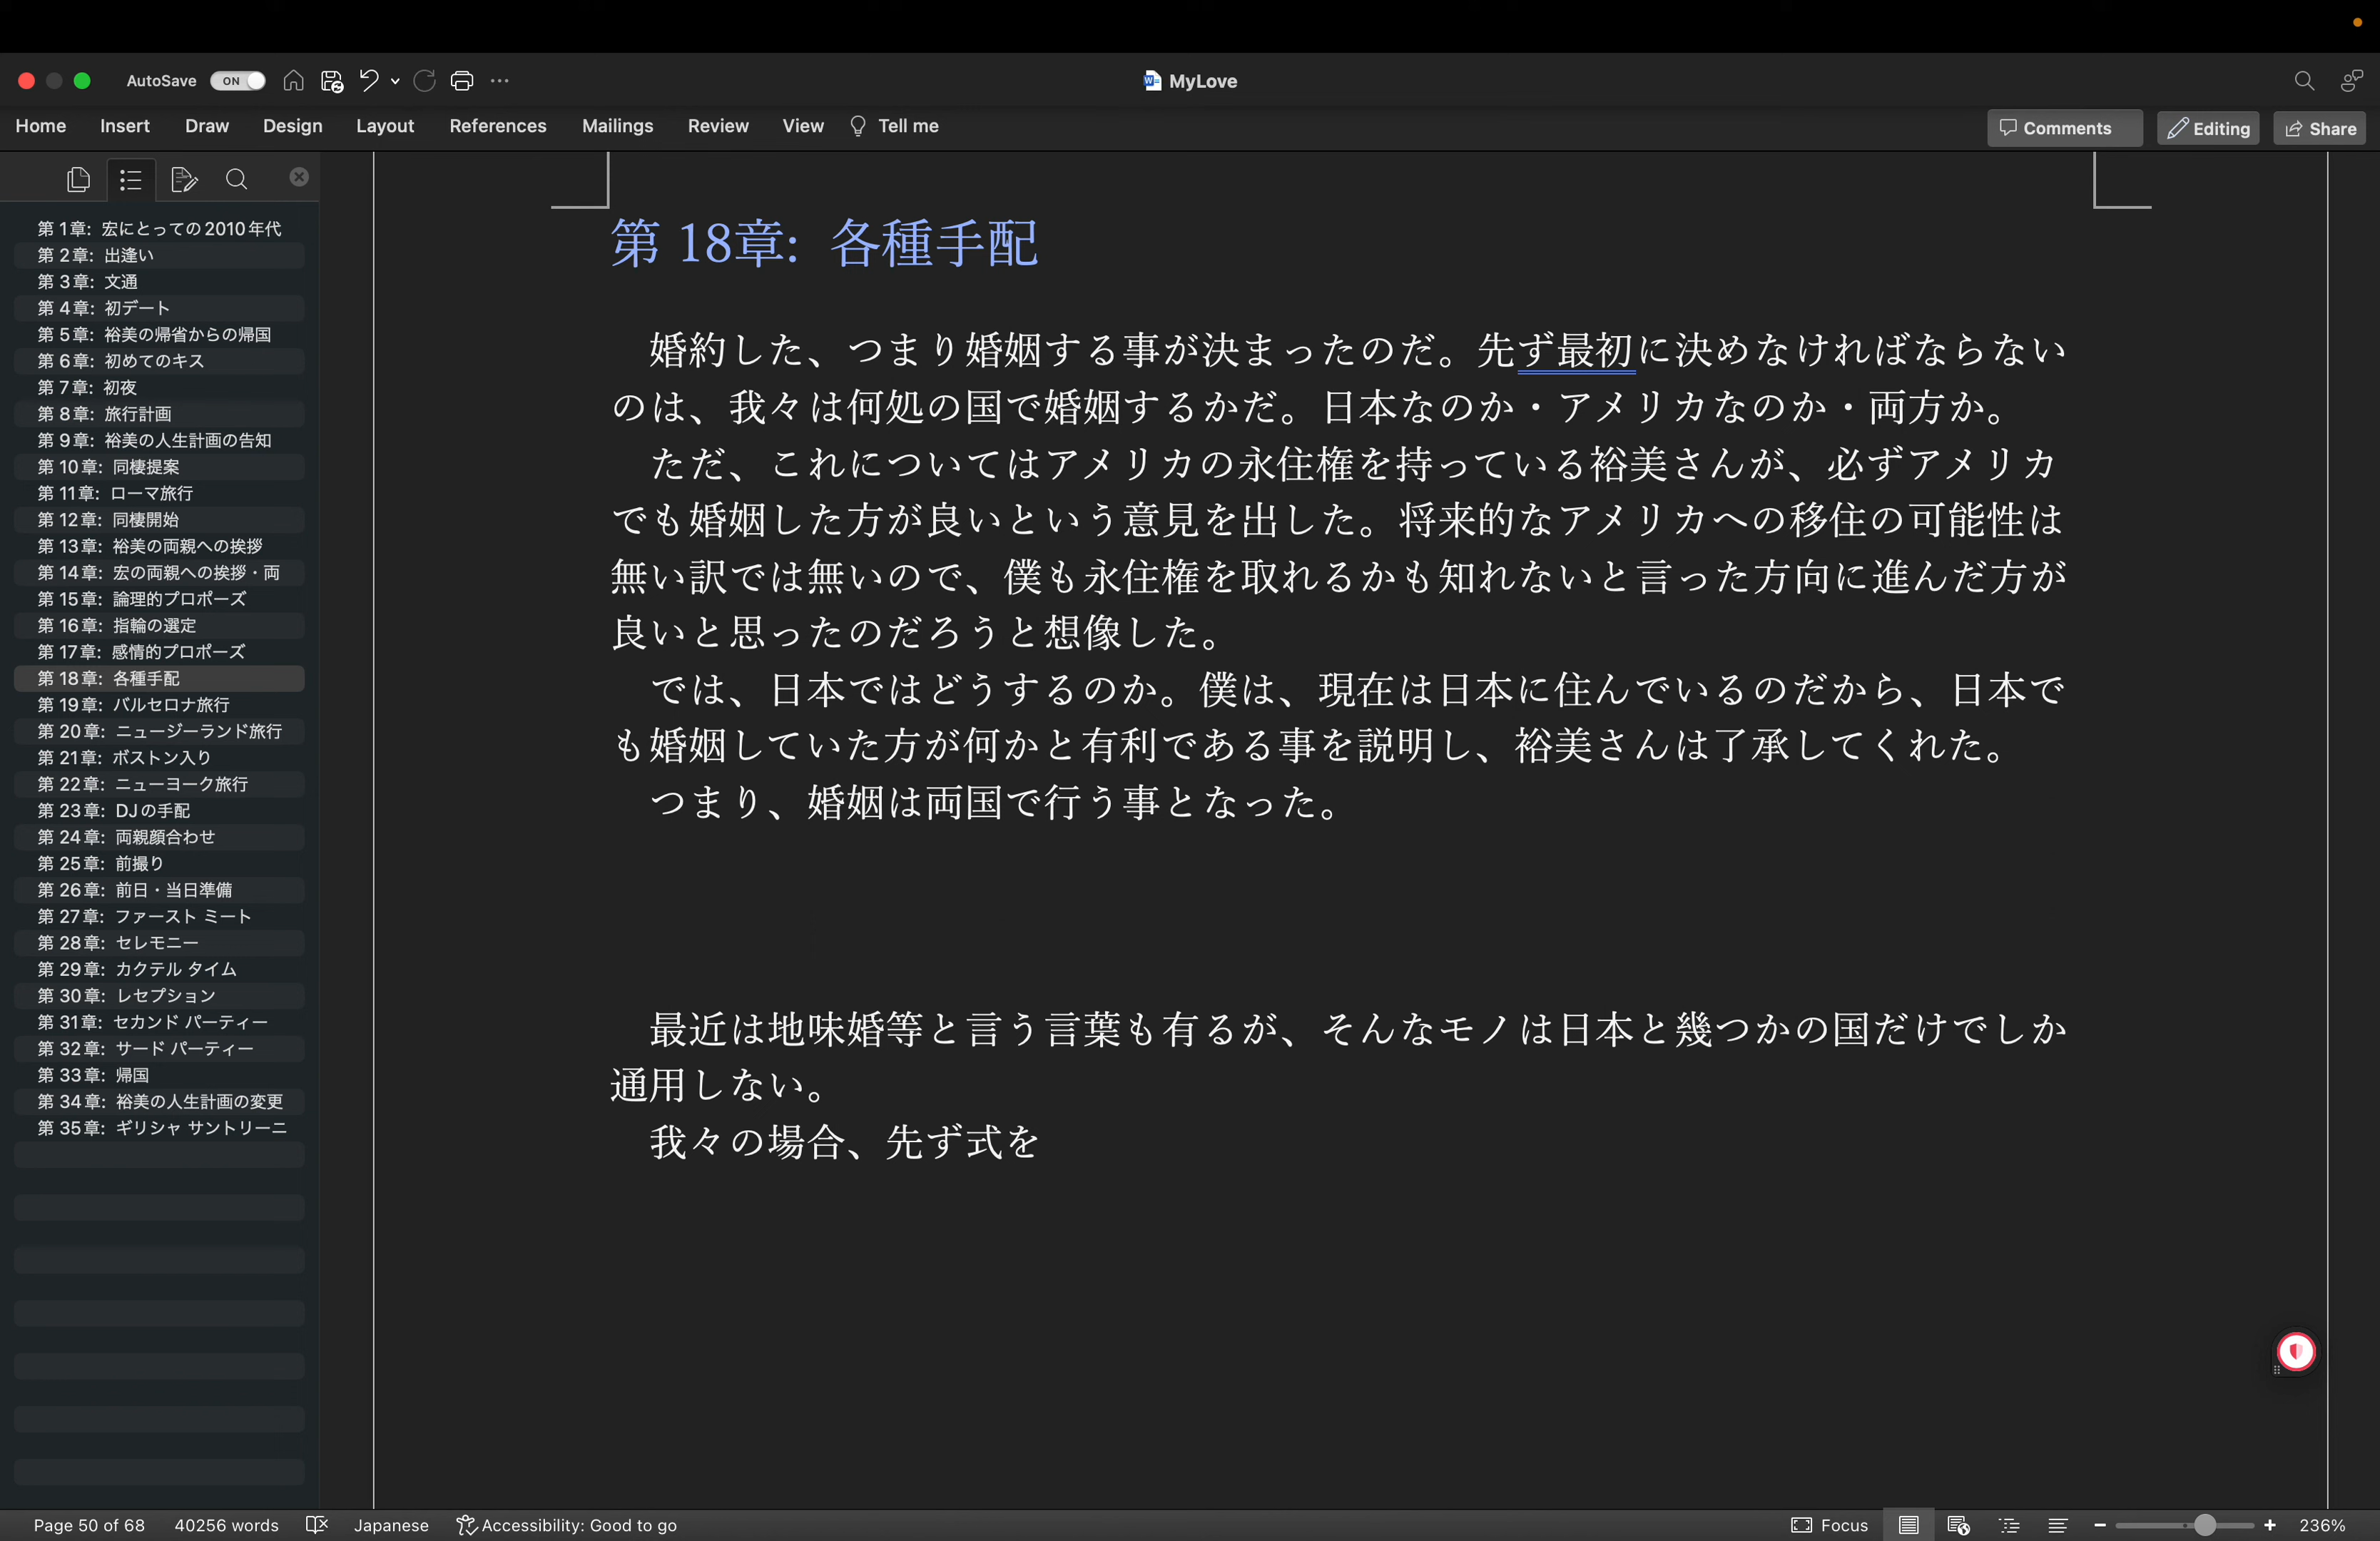 AutoSave ON
MyLove
Home Insert Draw Design Layout References Mailings Review View Tell me
Comments Editing Share
第 1章: 宏にとっての2010年代
第 2章: 出逢い
第 3章: 文通
第 4章: 初デート
第 5章: 裕美の帰省からの帰国
第 6章: 初めてのキス
第 7章: 初夜
第 8章: 旅行計画
第 9章: 裕美の人生計画の告知
第 10章: 同棲提案
第 11章: ローマ旅行
第 12章: 同棲開始
第 13章: 裕美の両親への挨拶
第 14章: 宏の両親への挨拶・両
第 15章: 論理的プロポーズ
第 16章: 指輪の選定
第 17章: 感情的プロポーズ
第 18章: 各種手配
第 19章: バルセロナ旅行
第 20章: ニュージーランド旅行
第 21章: ボストン入り
第 22章: ニューヨーク旅行
第 23章: DJの手配
第 24章: 両親顔合わせ
第 25章: 前撮り
第 26章: 前日・当日準備
第 27章: ファースト ミート
第 28章: セレモニー
第 29章: カクテル タイム
第 30章: レセプション
第 31章: セカンド パーティー
第 32章: サード パーティー
第 33章: 帰国
第 34章: 裕美の人生計画の変更
第 35章: ギリシャ サントリーニ
第 18章: 各種手配
婚約した、つまり婚姻する事が決まったのだ。先ず最初に決めなければならない
のは、我々は何処の国で婚姻するかだ。日本なのか・アメリカなのか・両方か。
ただ、これについてはアメリカの永住権を持っている裕美さんが、必ずアメリカ
でも婚姻した方が良いという意見を出した。将来的なアメリカへの移住の可能性は
無い訳では無いので、僕も永住権を取れるかも知れないと言った方向に進んだ方が
良いと思ったのだろうと想像した。
では、日本ではどうするのか。僕は、現在は日本に住んでいるのだから、日本で
も婚姻していた方が何かと有利である事を説明し、裕美さんは了承してくれた。
つまり、婚姻は両国で行う事となった。
最近は地味婚等と言う言葉も有るが、そんなモノは日本と幾つかの国だけでしか
通用しない。
我々の場合、先ず式を
Page 50 of 68 40256 words Japanese Accessibility: Good to go
Focus 236%